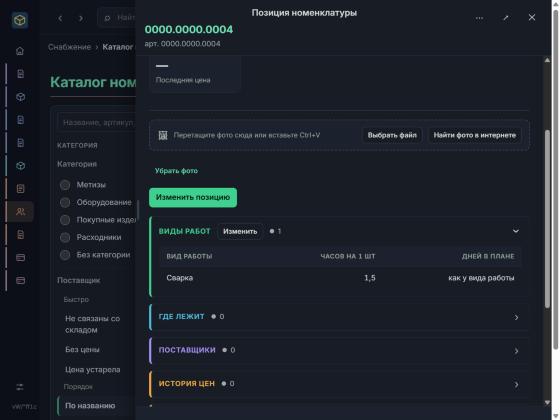 Позиция номенклатуры
0000.0000.0004
арт. 0000.0000.0004
Найт
Снабжение › Каталог
Каталог ном
Название, артикул
КАТЕГОРИЯ
Категория
Метизы
Оборудование
Покупные издел
Расходники
Без категории
Поставщик
Быстро
Не связаны со
складом
Без цены
Цена устарела
Порядок
По названию
—
Последняя цена
Перетащите фото сюда или вставьте Ctrl+V
Выбрать файл
Найти фото в интернете
Убрать фото
Изменить позицию
ВИДЫ РАБОТ Изменить 1
ВИД РАБОТЫ ЧАСОВ НА 1 ШТ ДНЕЙ В ПЛАНЕ
Сварка 1,5 как у вида работы
ГДЕ ЛЕЖИТ 0
ПОСТАВЩИКИ 0
ИСТОРИЯ ЦЕН 0